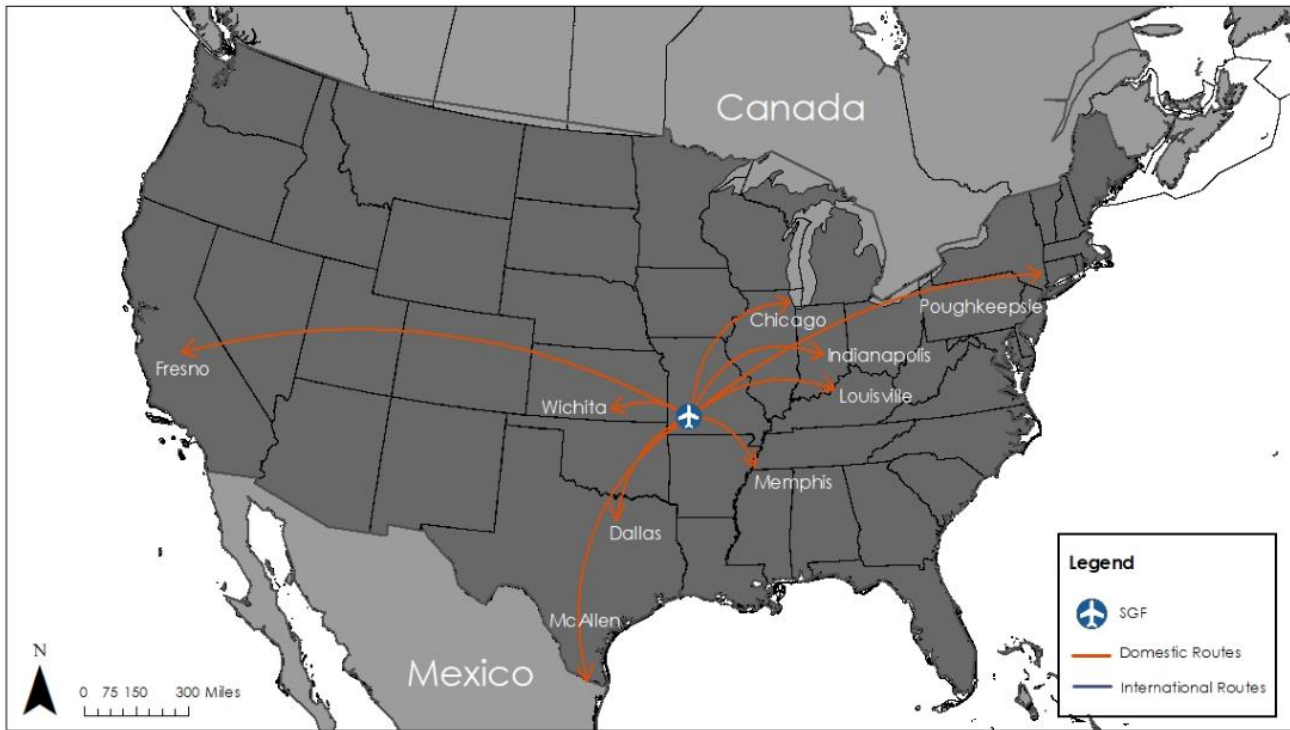 Canada
Poughkeepsie
Chicago
Indianapolis
Fresno
Louisville
Wichita
Memphis
Dallas
McAllen
Mexico
N
0 75 150 300 Miles
Legend
SGF
Domestic Routes
International Routes